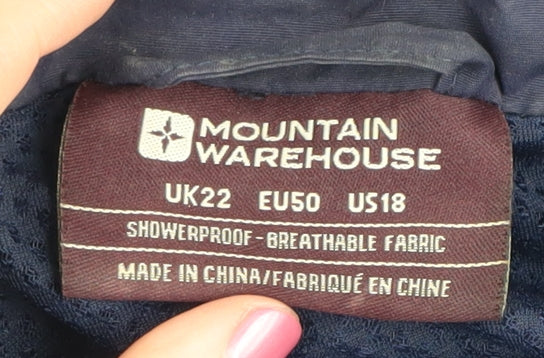 MOUNTAIN
WAREHOUSE
UK22 EU50 US18
SHOWERPROOF-BREATHABLE FABRIC
MADE IN CHINA/FABRIQUÉ EN CHINE